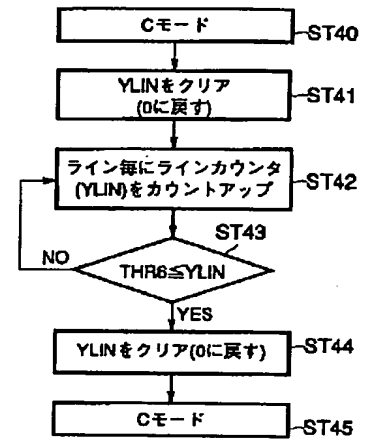 Cモード
ST40
YLINをクリア
(0に戻す)
ST41
ライン毎にラインカウンタ
(YLIN)をカウントアップ
ST42
ST43
NO
THR6≦YLIN
YES
YLINをクリア(0に戻す)
ST44
Cモード
ST45